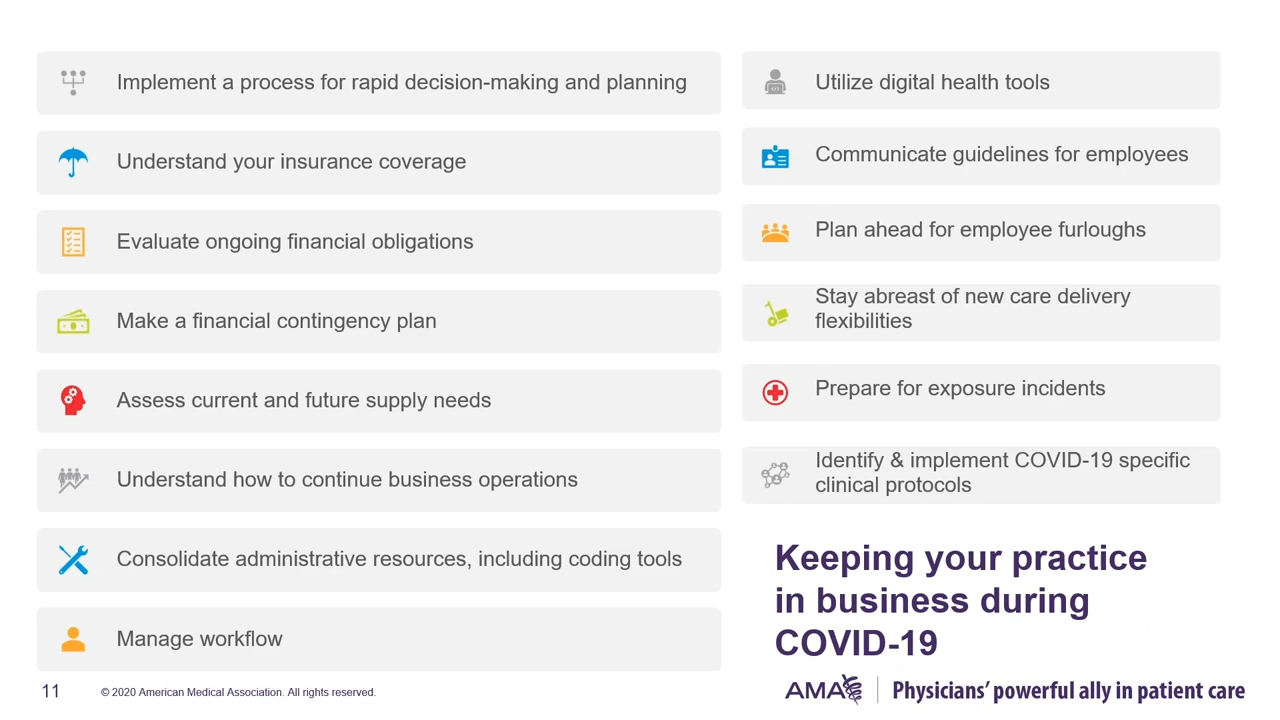 Implement a process for rapid decision-making and planning
Understand your insurance coverage
Evaluate ongoing financial obligations
Make a financial contingency plan
Assess current and future supply needs
Understand how to continue business operations
Consolidate administrative resources, including coding tools
Manage workflow
Utilize digital health tools
Communicate guidelines for employees
Plan ahead for employee furloughs
Stay abreast of new care delivery
flexibilities
Prepare for exposure incidents
Identify & implement COVID-19 specific
clinical protocols
Keeping your practice
in business during
COVID-19
11
© 2020 American Medical Association. All rights reserved.
AMA
Physicians’ powerful ally in patient care